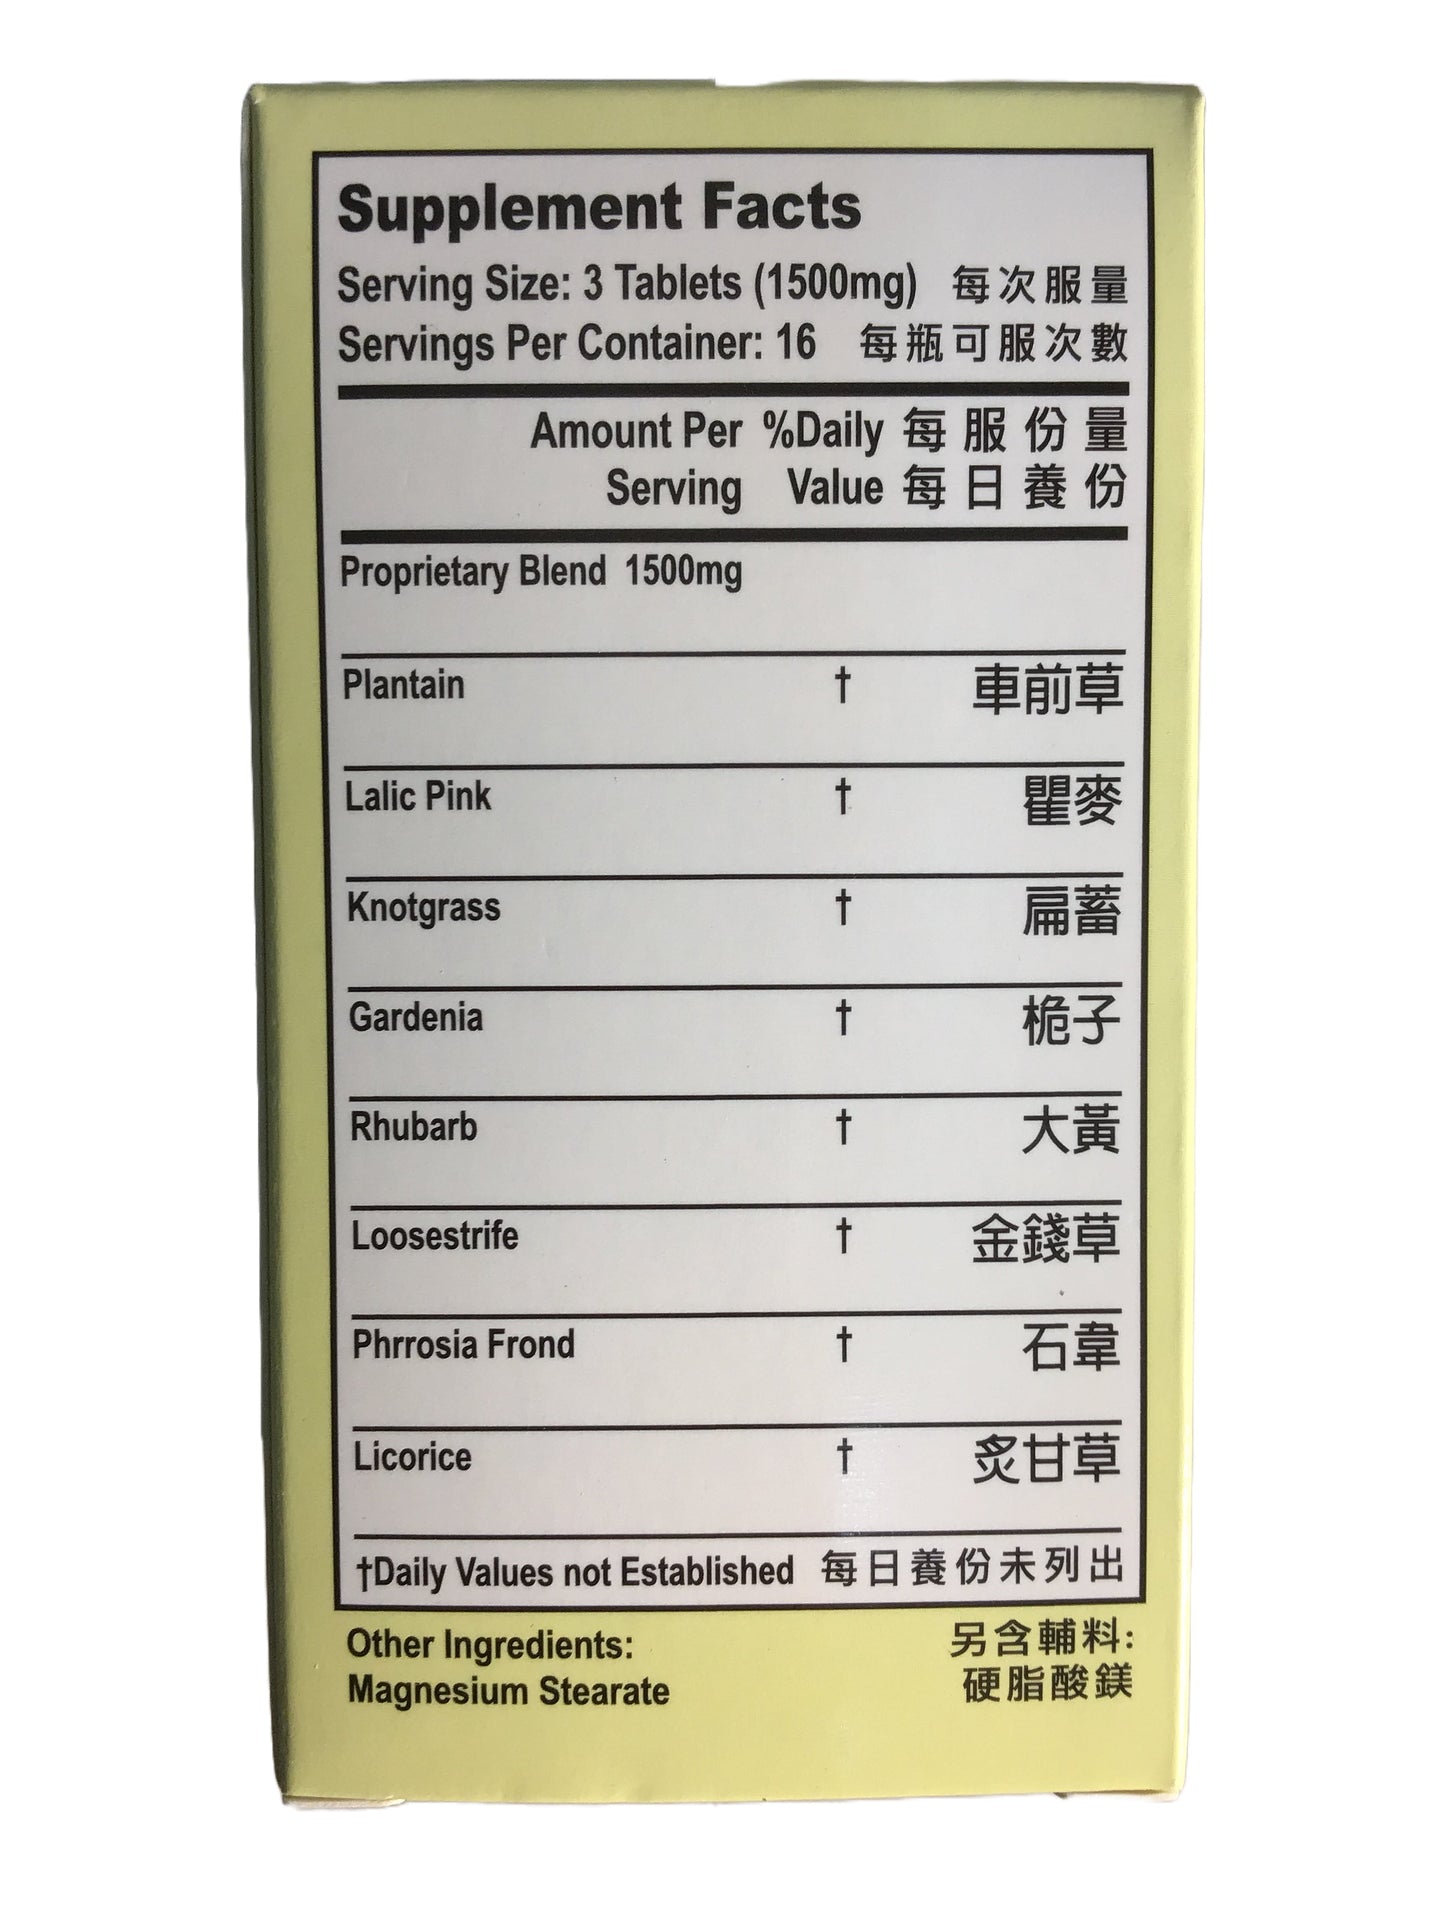 Supplement Facts
Serving Size: 3 Tablets (1500mg) 每次服量
Servings Per Container: 16 每瓶可服次數
Amount Per %Daily 每服份量
Serving Value 每日養份
Proprietary Blend 1500mg
Plantain † 車前草
Lalic Pink † 瞿麥
Knotgrass † 扁蓄
Gardenia † 桅子
Rhubarb † 大黃
Loosestrife † 金錢草
Phrrosia Frond † 石韋
Licorice † 炙甘草
†Daily Values not Established 每日養份未列出
Other Ingredients: 另含輔料:
Magnesium Stearate 硬脂酸鎂